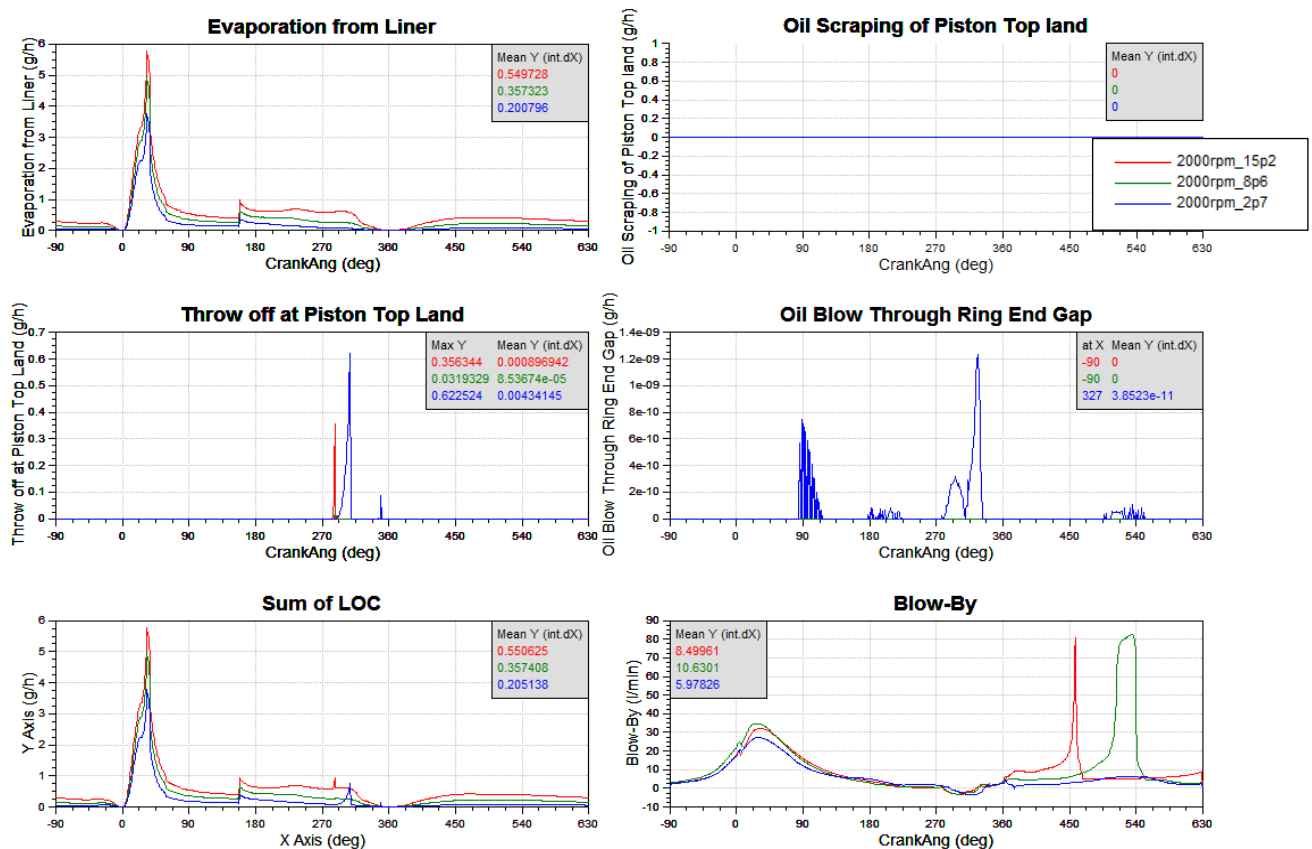 Evaporation from Liner
Evaporation from Liner (g/h)
6
5
4
3
2
1
0
Mean Y (int.dX)
0.549728
0.357323
0.200796
-90 0 90 180 270 360 450 540 630
CrankAng (deg)
Oil Scraping of Piston Top land
Oil Scraping of Piston Top land (g/h)
1
0.8
0.6
0.4
0.2
0
-0.2
-0.4
-0.6
-0.8
-1
Mean Y (int.dX)
0
0
0
2000rpm_15p2
2000rpm_8p6
2000rpm_2p7
-90 0 90 180 270 360 450 540 630
CrankAng (deg)
Throw off at Piston Top Land
Throw off at Piston Top Land (g/h)
0.7
0.6
0.5
0.4
0.3
0.2
0.1
0
Max Y Mean Y (int.dX)
0.356344 0.000896942
0.0319329 8.53674e-05
0.622524 0.00434145
-90 0 90 180 270 360 450 540 630
CrankAng (deg)
Oil Blow Through Ring End Gap
Oil Blow Through Ring End Gap (g/h)
1.4e-09
1.2e-09
1e-09
8e-10
6e-10
4e-10
2e-10
0
at X Mean Y (int.dX)
-90 0
-90 0
327 3.8523e-11
-90 0 90 180 270 360 450 540 630
CrankAng (deg)
Sum of LOC
Y Axis (g/h)
6
5
4
3
2
1
0
Mean Y (int.dX)
0.550625
0.357408
0.205138
-90 0 90 180 270 360 450 540 630
X Axis (deg)
Blow-By
Blow-By (l/min)
90
80
70
60
50
40
30
20
10
0
-10
Mean Y (int.dX)
8.49961
10.6301
5.97826
-90 0 90 180 270 360 450 540 630
CrankAng (deg)